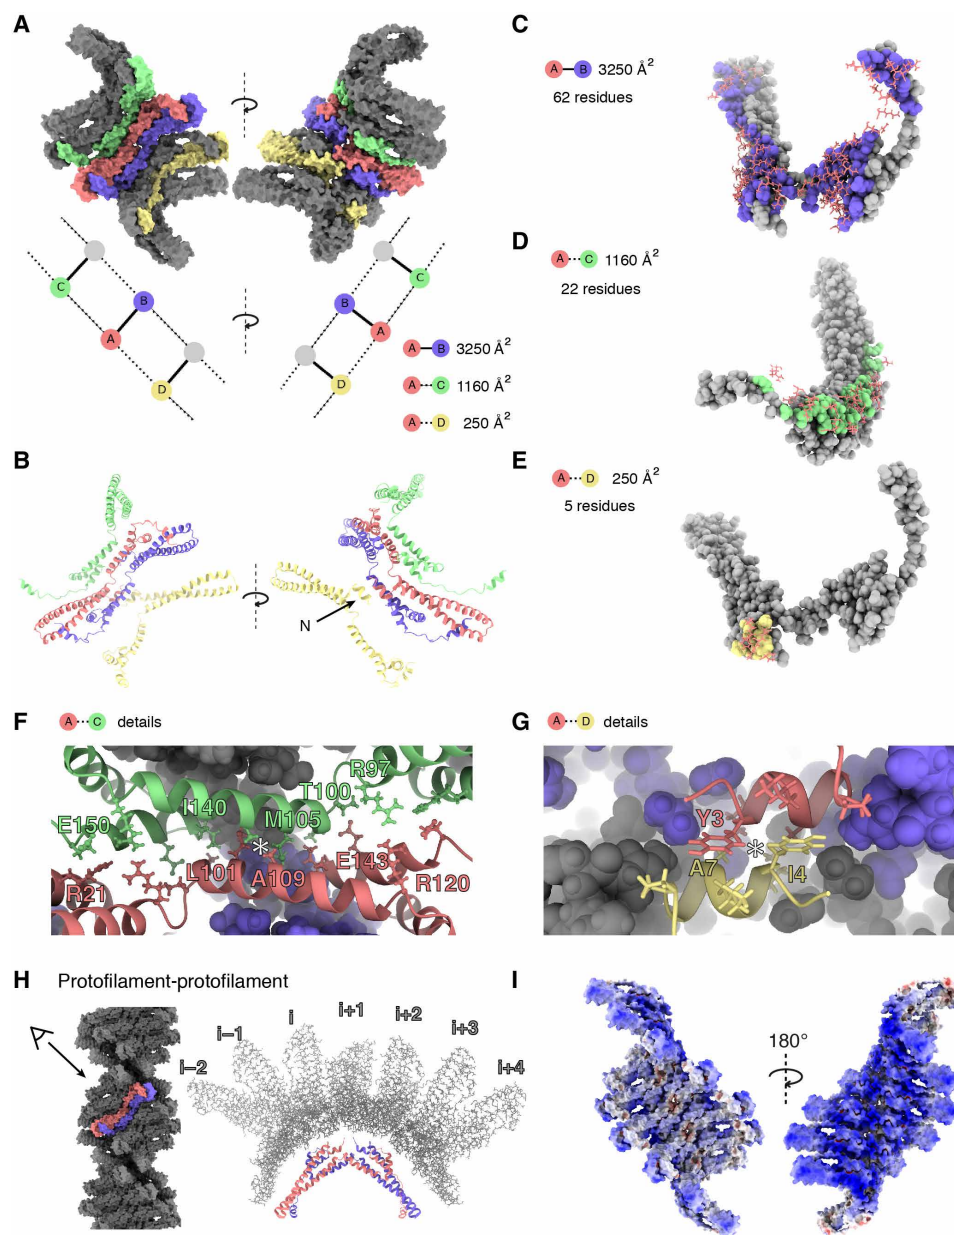 A
C
A B 3250 Å2
62 residues
D
A C 1160 Å2
22 residues
C
B
A
D
C
B
A
D
A B 3250 Å2
A C 1160 Å2
A D 250 Å2
B
N
E
A D 250 Å2
5 residues
F
A C details
R97
T100
I140
M105
E150
*
L101
A109
E143
R21
R120
G
A D details
Y3
*
A7
I4
H Protofilament-protofilament
i−2
i−1
i
i+1
i+2
i+3
i+4
I
180°